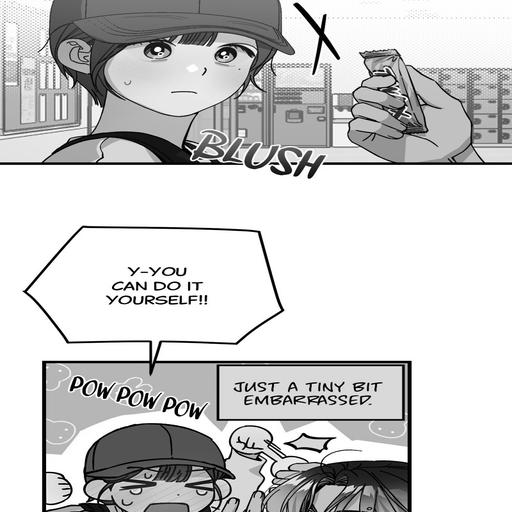 BLUSH
Y-YOU
CAN DO IT
YOURSELF!!
POW POW POW
JUST A TINY BIT
EMBARRASSED.